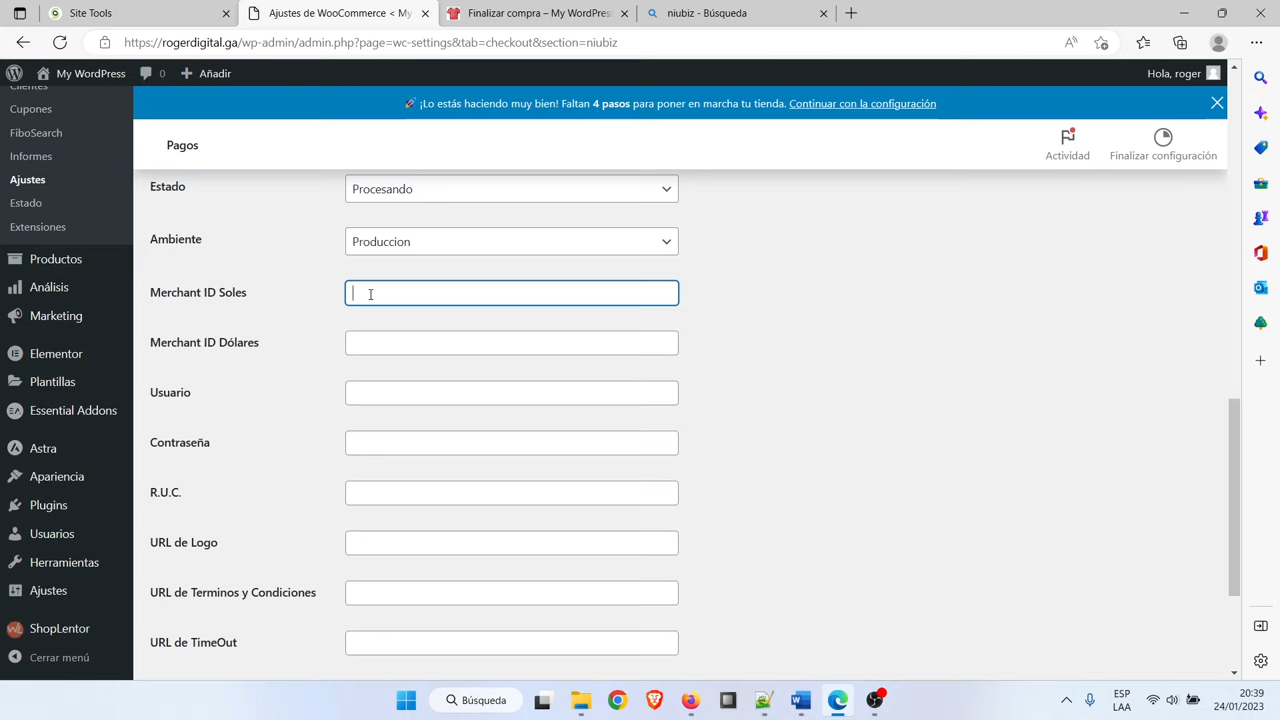 Site Tools
Ajustes de WooCommerce < My
Finalizar compra – My WordPres
niubiz - Búsqueda
https://rogerdigital.ga/wp-admin/admin.php?page=wc-settings&tab=checkout&section=niubiz
My WordPress
0
Añadir
Hola, roger
Clientes
Cupones
FiboSearch
Informes
Ajustes
Estado
Extensiones
Productos
Análisis
Marketing
Elementor
Plantillas
Essential Addons
Astra
Apariencia
Plugins
Usuarios
Herramientas
Ajustes
ShopLentor
Cerrar menú
¡Lo estás haciendo muy bien! Faltan 4 pasos para poner en marcha tu tienda. Continuar con la configuración
Pagos
Actividad
Finalizar configuración
Estado
Procesando
Ambiente
Produccion
Merchant ID Soles
Merchant ID Dólares
Usuario
Contraseña
R.U.C.
URL de Logo
URL de Terminos y Condiciones
URL de TimeOut
Búsqueda
ESP
LAA
20:39
24/01/2023